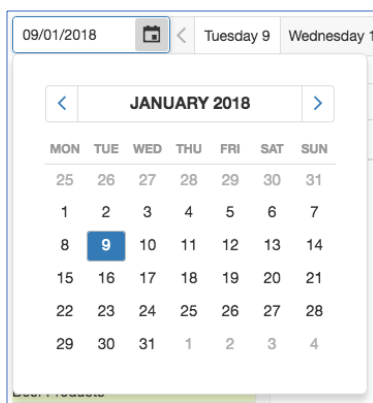 09/01/2018 Tuesday 9 Wednesday 1
JANUARY 2018
MON TUE WED THU FRI SAT SUN
25 26 27 28 29 30 31
1 2 3 4 5 6 7
8 9 10 11 12 13 14
15 16 17 18 19 20 21
22 23 24 25 26 27 28
29 30 31 1 2 3 4